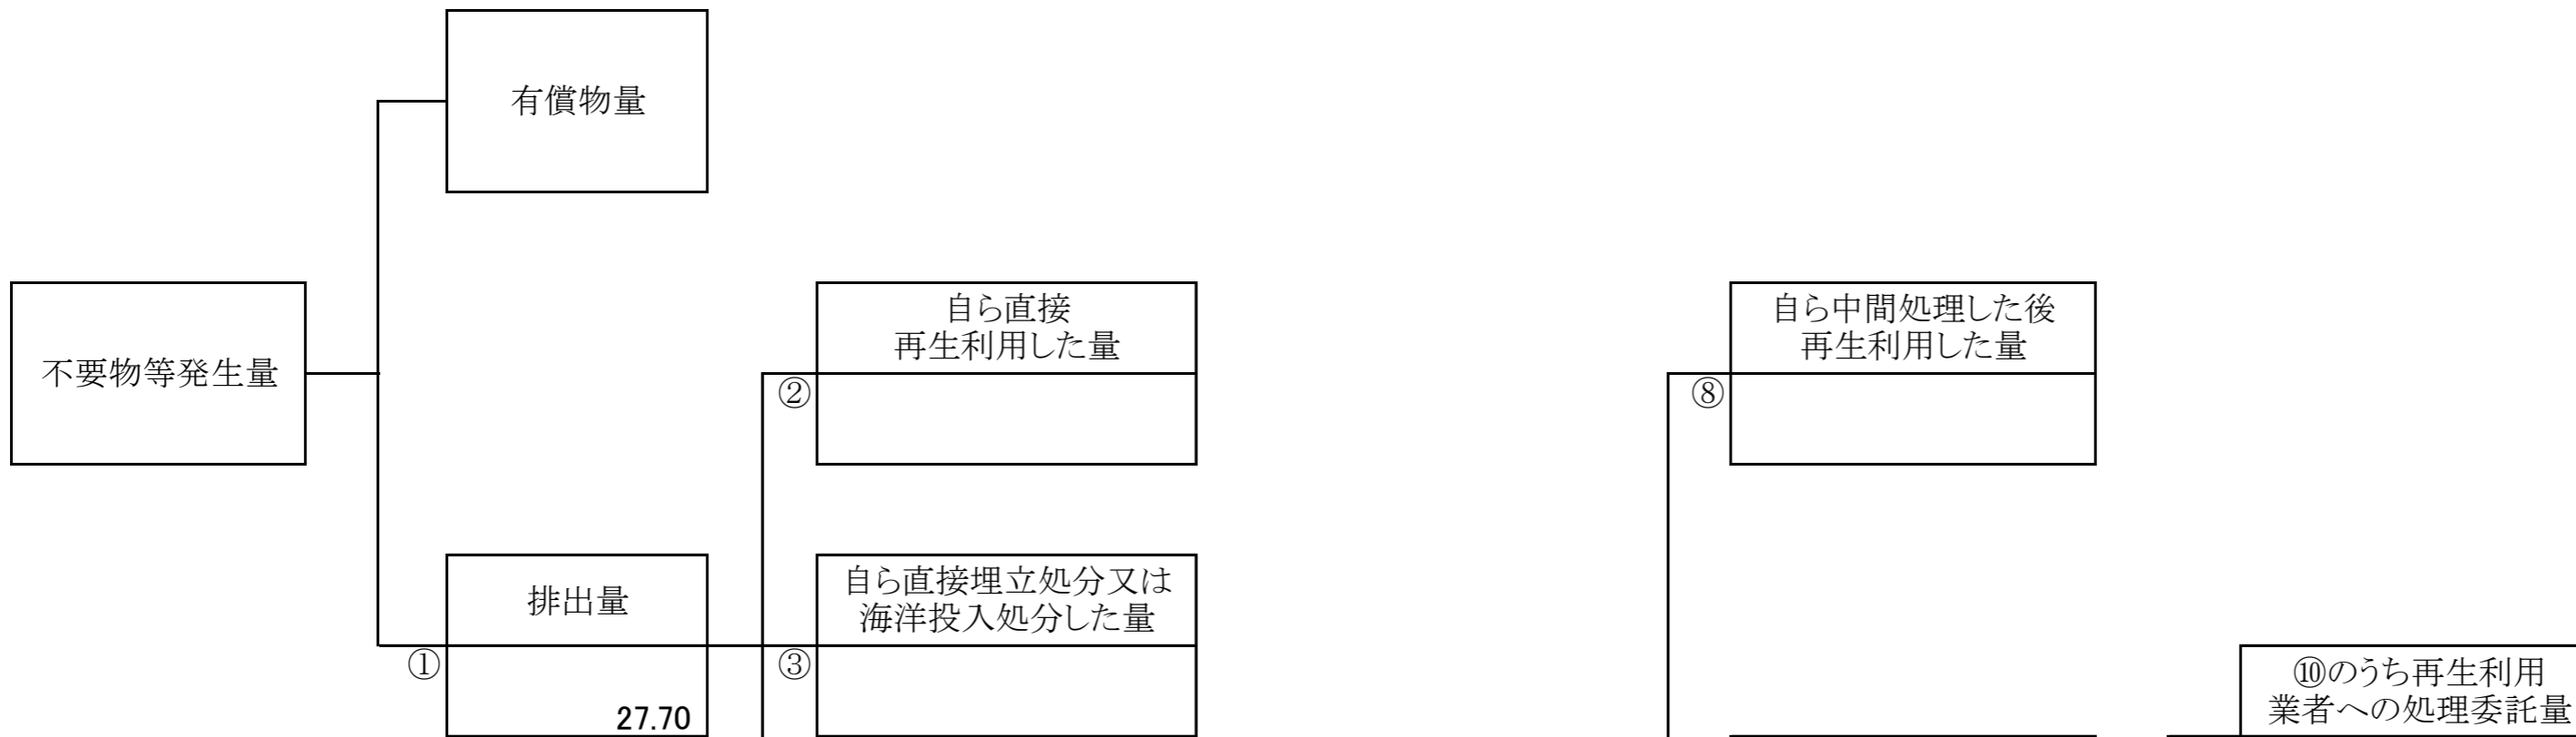 有償物量
不要物等発生量
自ら直接
再生利用した量
②
自ら中間処理した後
再生利用した量
⑧
排出量
①
27.70
自ら直接埋立処分又は
海洋投入処分した量
③
⑩のうち再生利用
業者への処理委託量